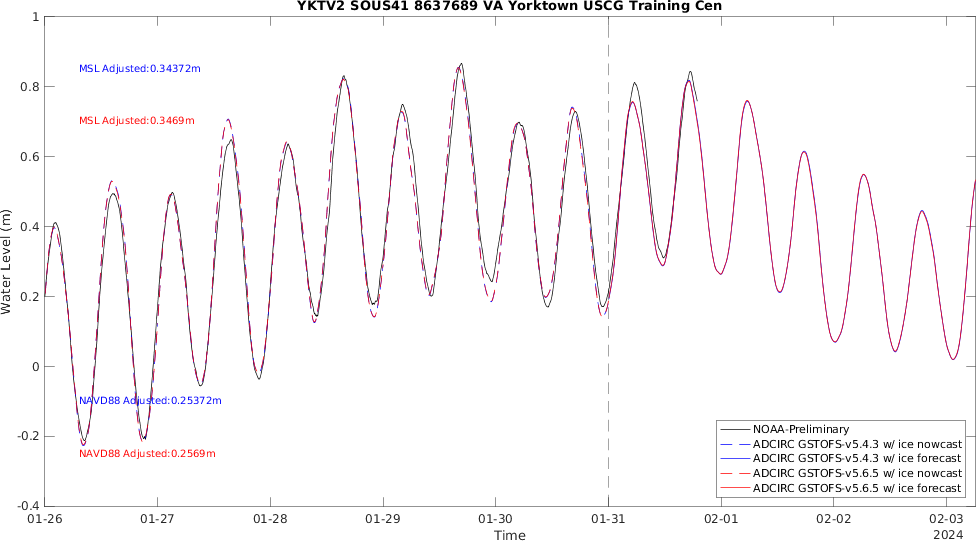 YKTV2 SOUS41 8637689 VA Yorktown USCG Training Cen
1
0.8
0.6
0.4
0.2
0
-0.2
-0.4
Water Level (m)
MSL Adjusted:0.34372m
MSL Adjusted:0.3469m
NAVD88 Adjusted:0.25372m
NAVD88 Adjusted:0.2569m
NOAA-Preliminary
ADCIRC GSTOFS-v5.4.3 w/ ice nowcast
ADCIRC GSTOFS-v5.4.3 w/ ice forecast
ADCIRC GSTOFS-v5.6.5 w/ ice nowcast
ADCIRC GSTOFS-v5.6.5 w/ ice forecast
01-26 01-27 01-28 01-29 01-30 01-31 02-01 02-02 02-03
Time
2024